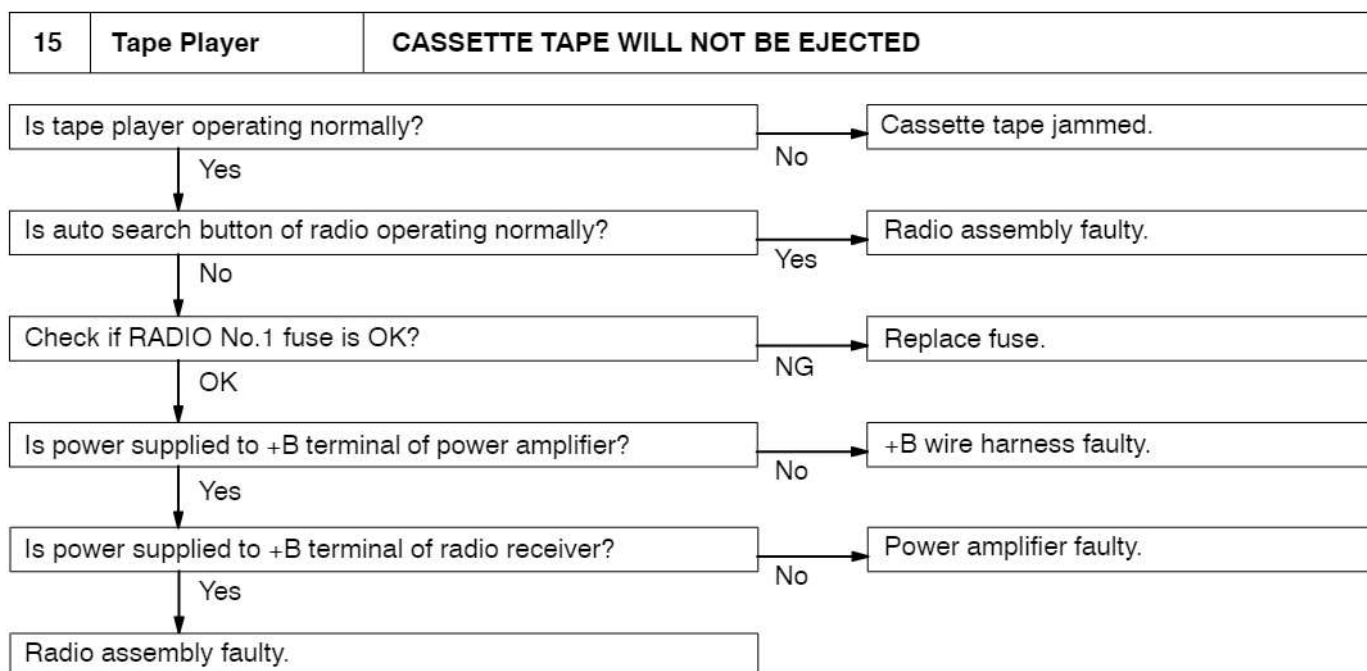 15 Tape Player CASSETTE TAPE WILL NOT BE EJECTED
Is tape player operating normally?
No
Cassette tape jammed.
Yes
Is auto search button of radio operating normally?
Yes
Radio assembly faulty.
No
Check if RADIO No.1 fuse is OK?
NG
Replace fuse.
OK
Is power supplied to +B terminal of power amplifier?
No
+B wire harness faulty.
Yes
Is power supplied to +B terminal of radio receiver?
No
Power amplifier faulty.
Yes
Radio assembly faulty.